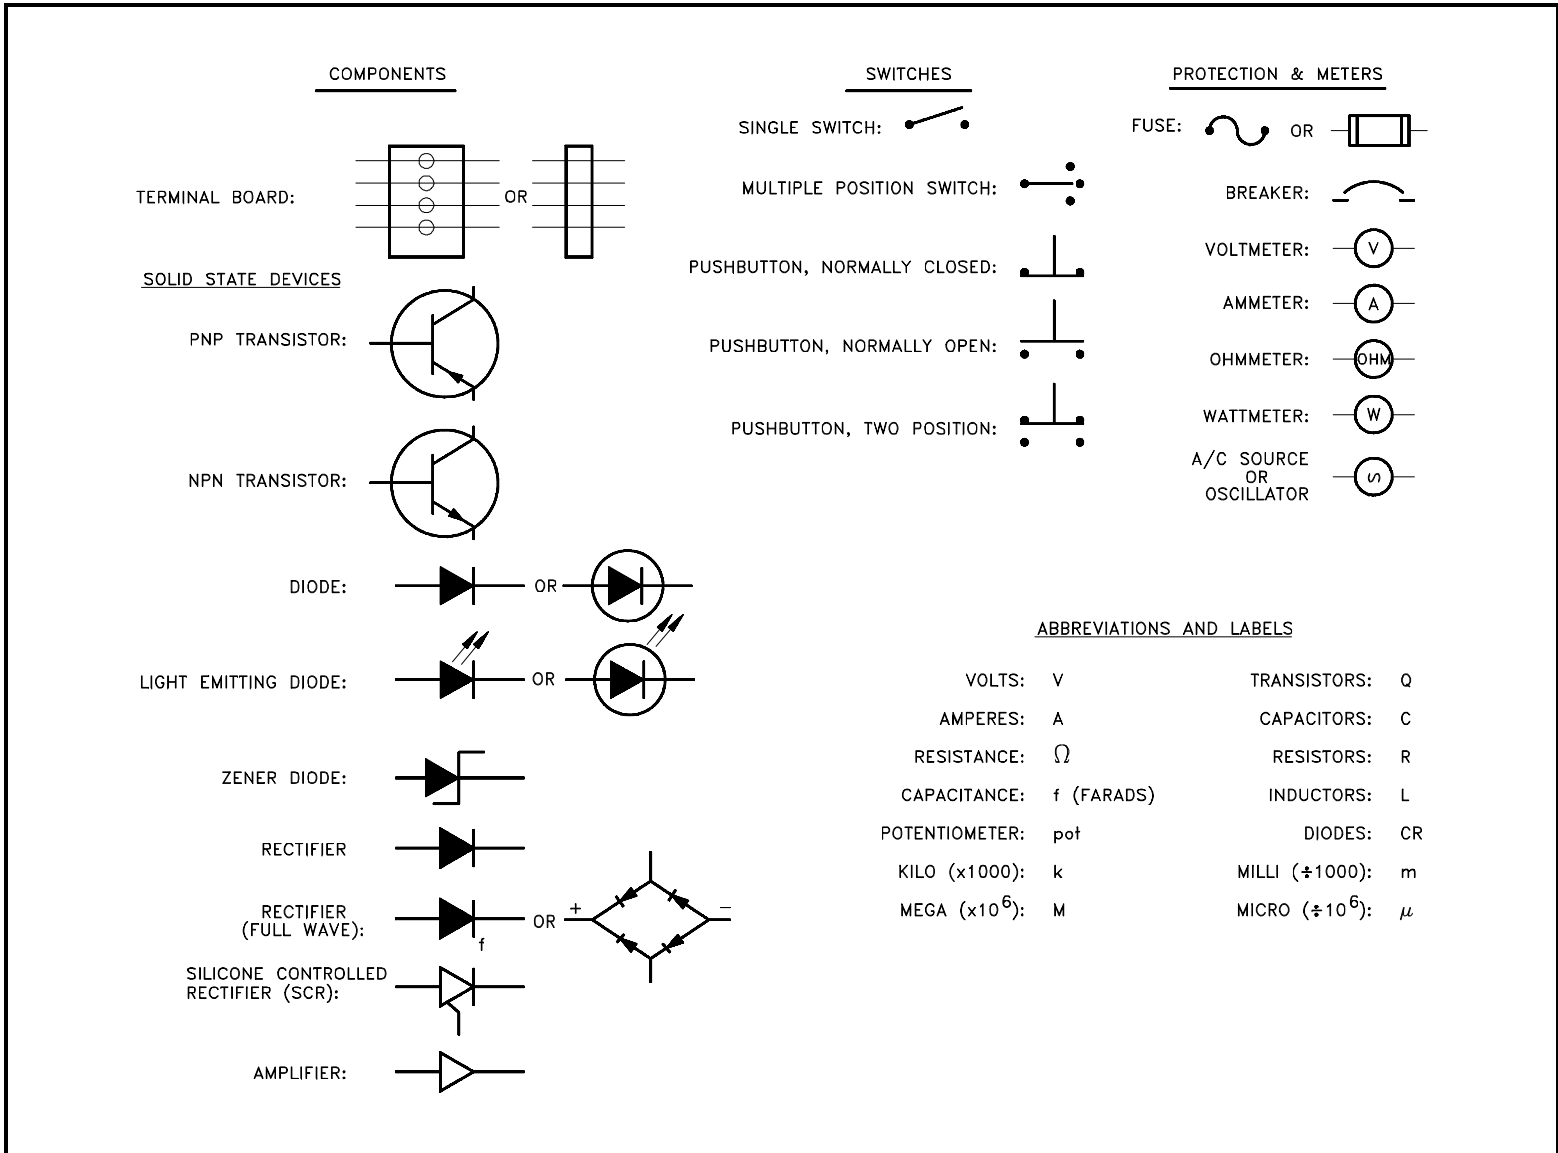 COMPONENTS
TERMINAL BOARD:
OR
SOLID STATE DEVICES
PNP TRANSISTOR:
NPN TRANSISTOR:
DIODE:
OR
LIGHT EMITTING DIODE:
OR
ZENER DIODE:
RECTIFIER
RECTIFIER
(FULL WAVE):
f
OR
+
−
SILICONE CONTROLLED
RECTIFIER (SCR):
AMPLIFIER:
SWITCHES
SINGLE SWITCH:
MULTIPLE POSITION SWITCH:
PUSHBUTTON, NORMALLY CLOSED:
PUSHBUTTON, NORMALLY OPEN:
PUSHBUTTON, TWO POSITION:
PROTECTION & METERS
FUSE:
OR
BREAKER:
VOLTMETER:
V
AMMETER:
A
OHMMETER:
OHM
WATTMETER:
W
A/C SOURCE
OR
OSCILLATOR
ABBREVIATIONS AND LABELS
VOLTS: V
AMPERES: A
RESISTANCE: Ω
CAPACITANCE: f (FARADS)
POTENTIOMETER: pot
KILO (x1000): k
MEGA (x10⁶): M
TRANSISTORS: Q
CAPACITORS: C
RESISTORS: R
INDUCTORS: L
DIODES: CR
MILLI (÷1000): m
MICRO (÷10⁶): μ